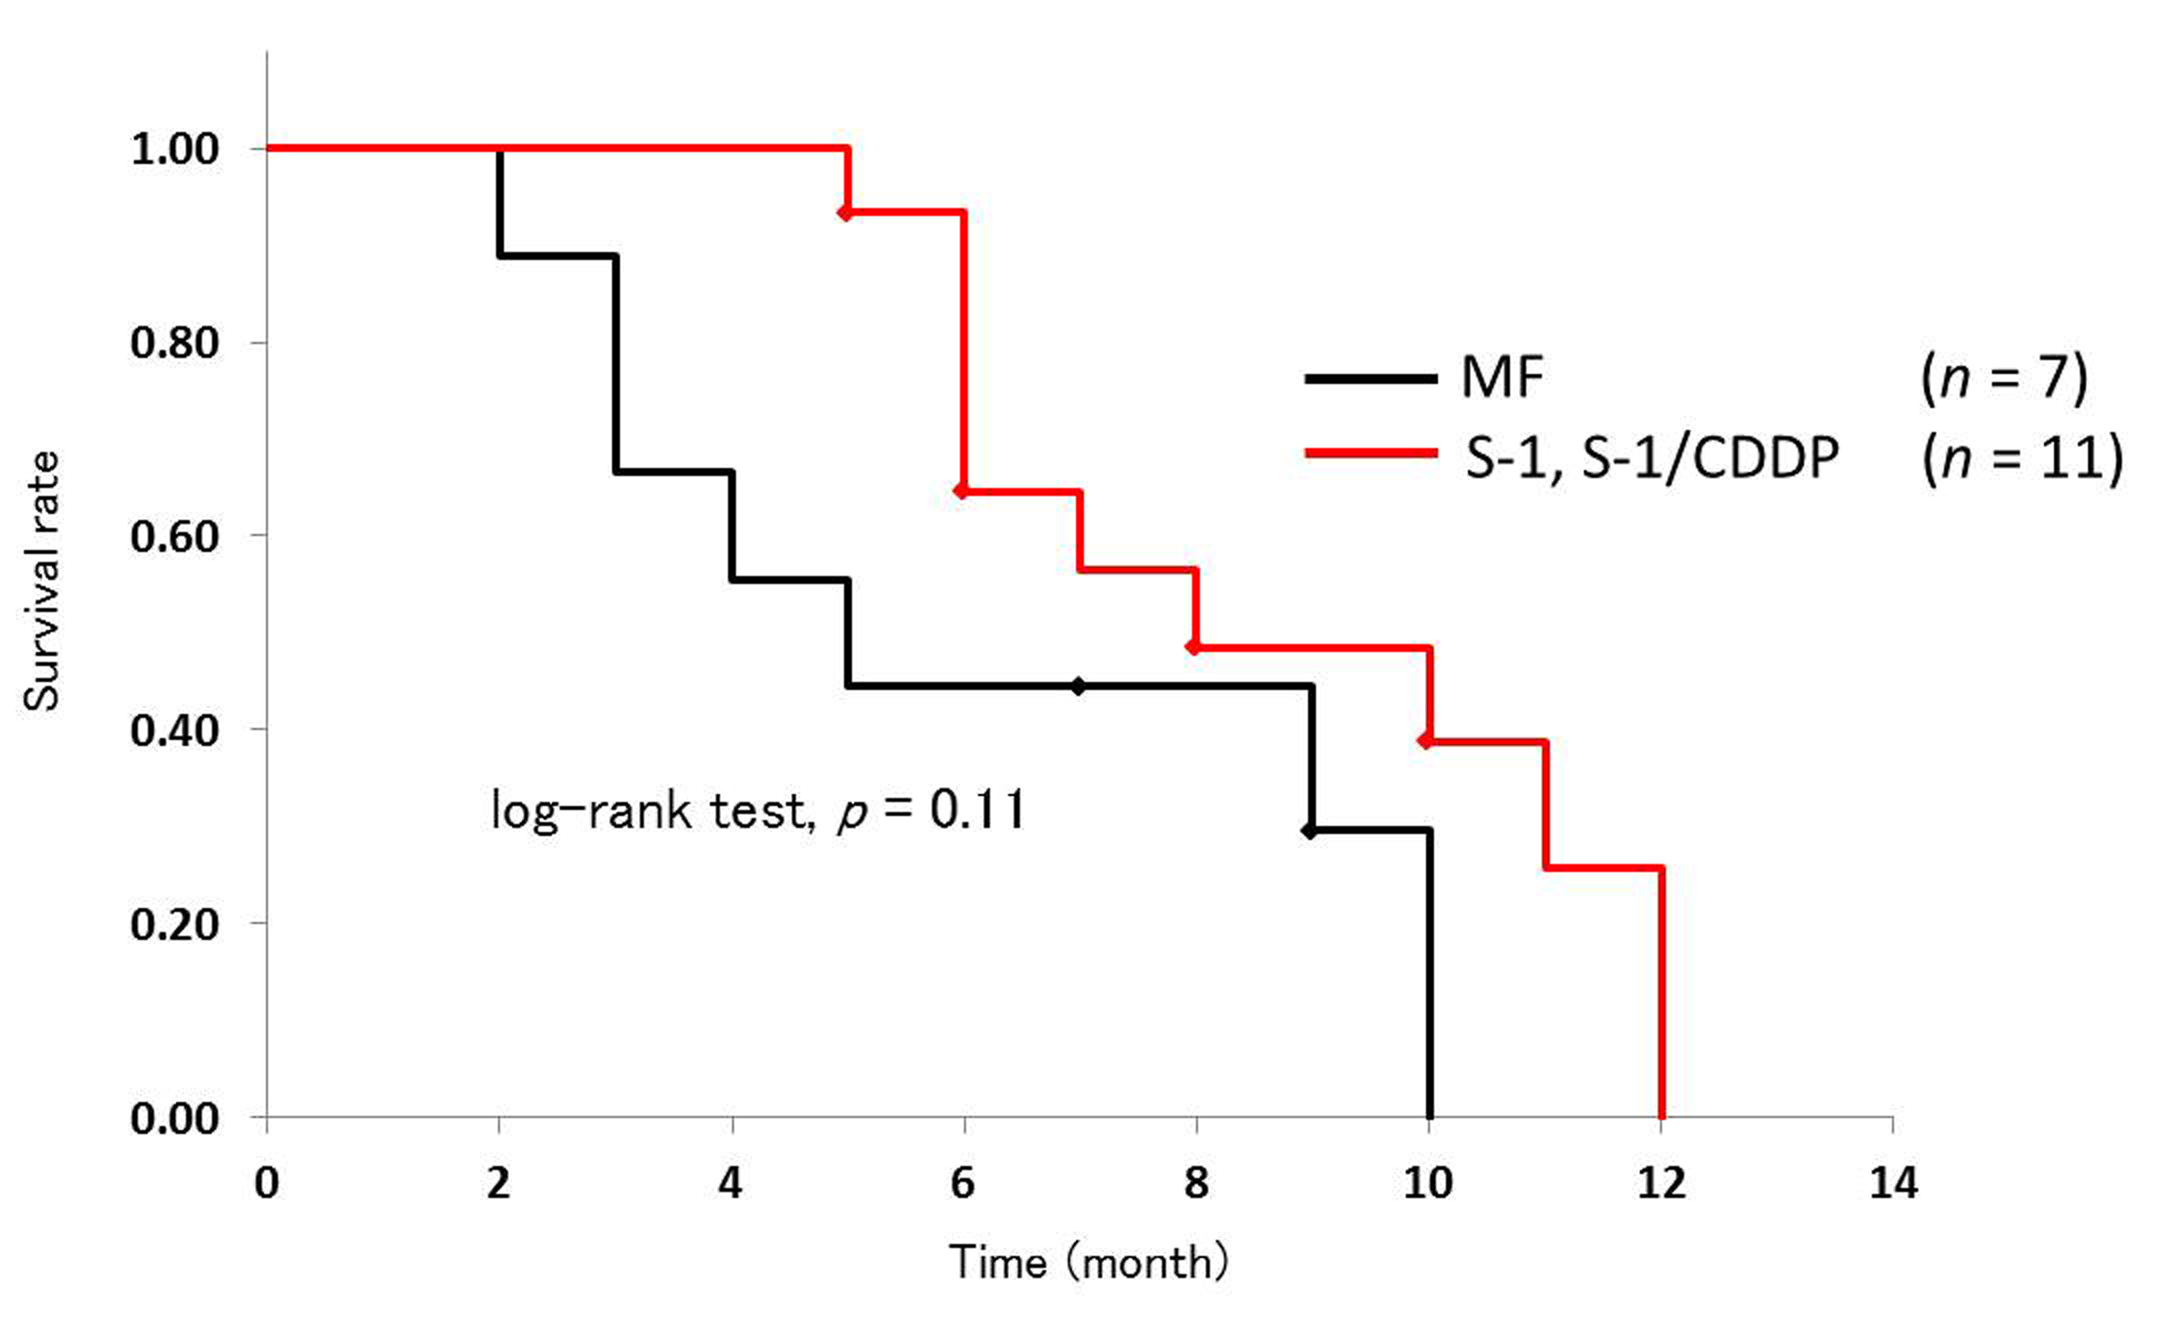 1.00
0.80
0.60
0.40
0.20
0.00
Survival rate
MF (n = 7)
S-1, S-1/CDDP (n = 11)
log-rank test, p = 0.11
0 2 4 6 8 10 12 14
Time (month)